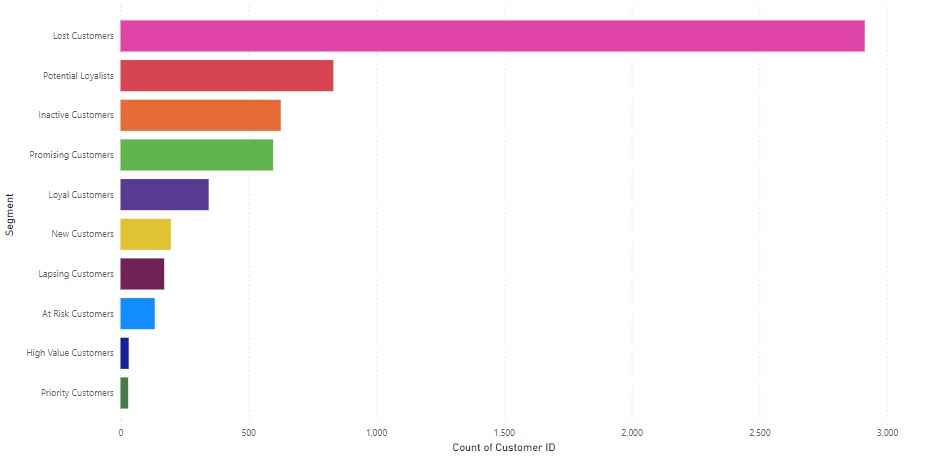 Segment
Lost Customers
Potential Loyalists
Inactive Customers
Promising Customers
Loyal Customers
New Customers
Lapsing Customers
At Risk Customers
High Value Customers
Priority Customers
0 500 1,000 1,500 2,000 2,500 3,000
Count of Customer ID